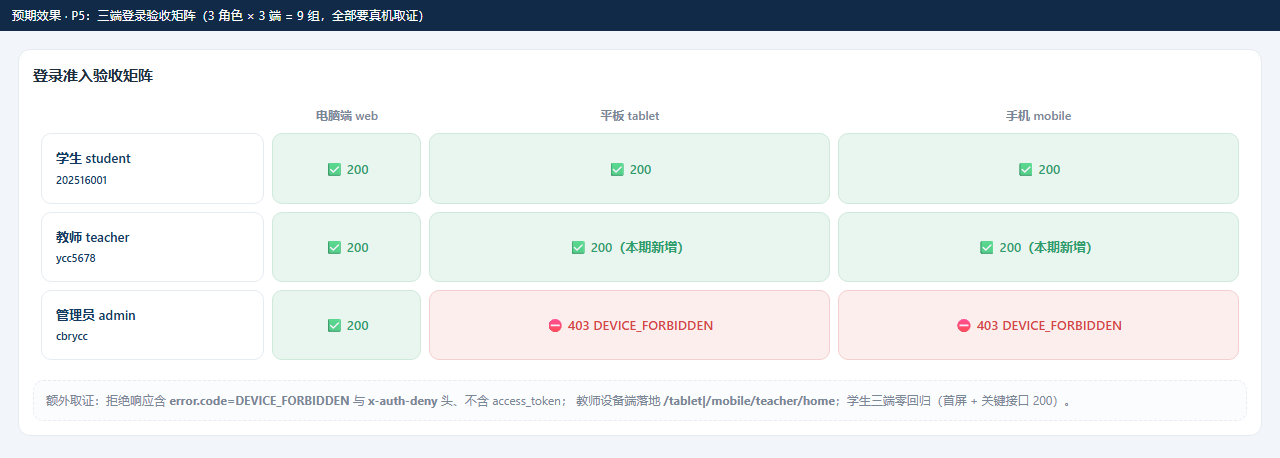 预期效果 · P5：三端登录验收矩阵（3 角色 × 3 端 = 9 组，全部要真机取证）
登录准入验收矩阵
电脑端 web 平板 tablet 手机 mobile
学生 student
202516001
✅ 200 ✅ 200 ✅ 200
教师 teacher
ycc5678
✅ 200 ✅ 200（本期新增） ✅ 200（本期新增）
管理员 admin
cbrycc
✅ 200 ⛔ 403 DEVICE_FORBIDDEN ⛔ 403 DEVICE_FORBIDDEN
额外取证：拒绝响应含 error.code=DEVICE_FORBIDDEN 与 x-auth-deny 头、不含 access_token； 教师设备端落地 /tablet|/mobile/teacher/home；学生三端零回归（首屏 + 关键接口 200）。